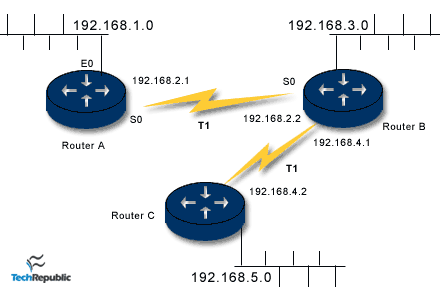 192.168.1.0
192.168.3.0
E0
192.168.2.1
S0
S0
T1
192.168.2.2
Router B
Router A
192.168.4.1
T1
192.168.4.2
Router C
192.168.5.0
TechRepublic